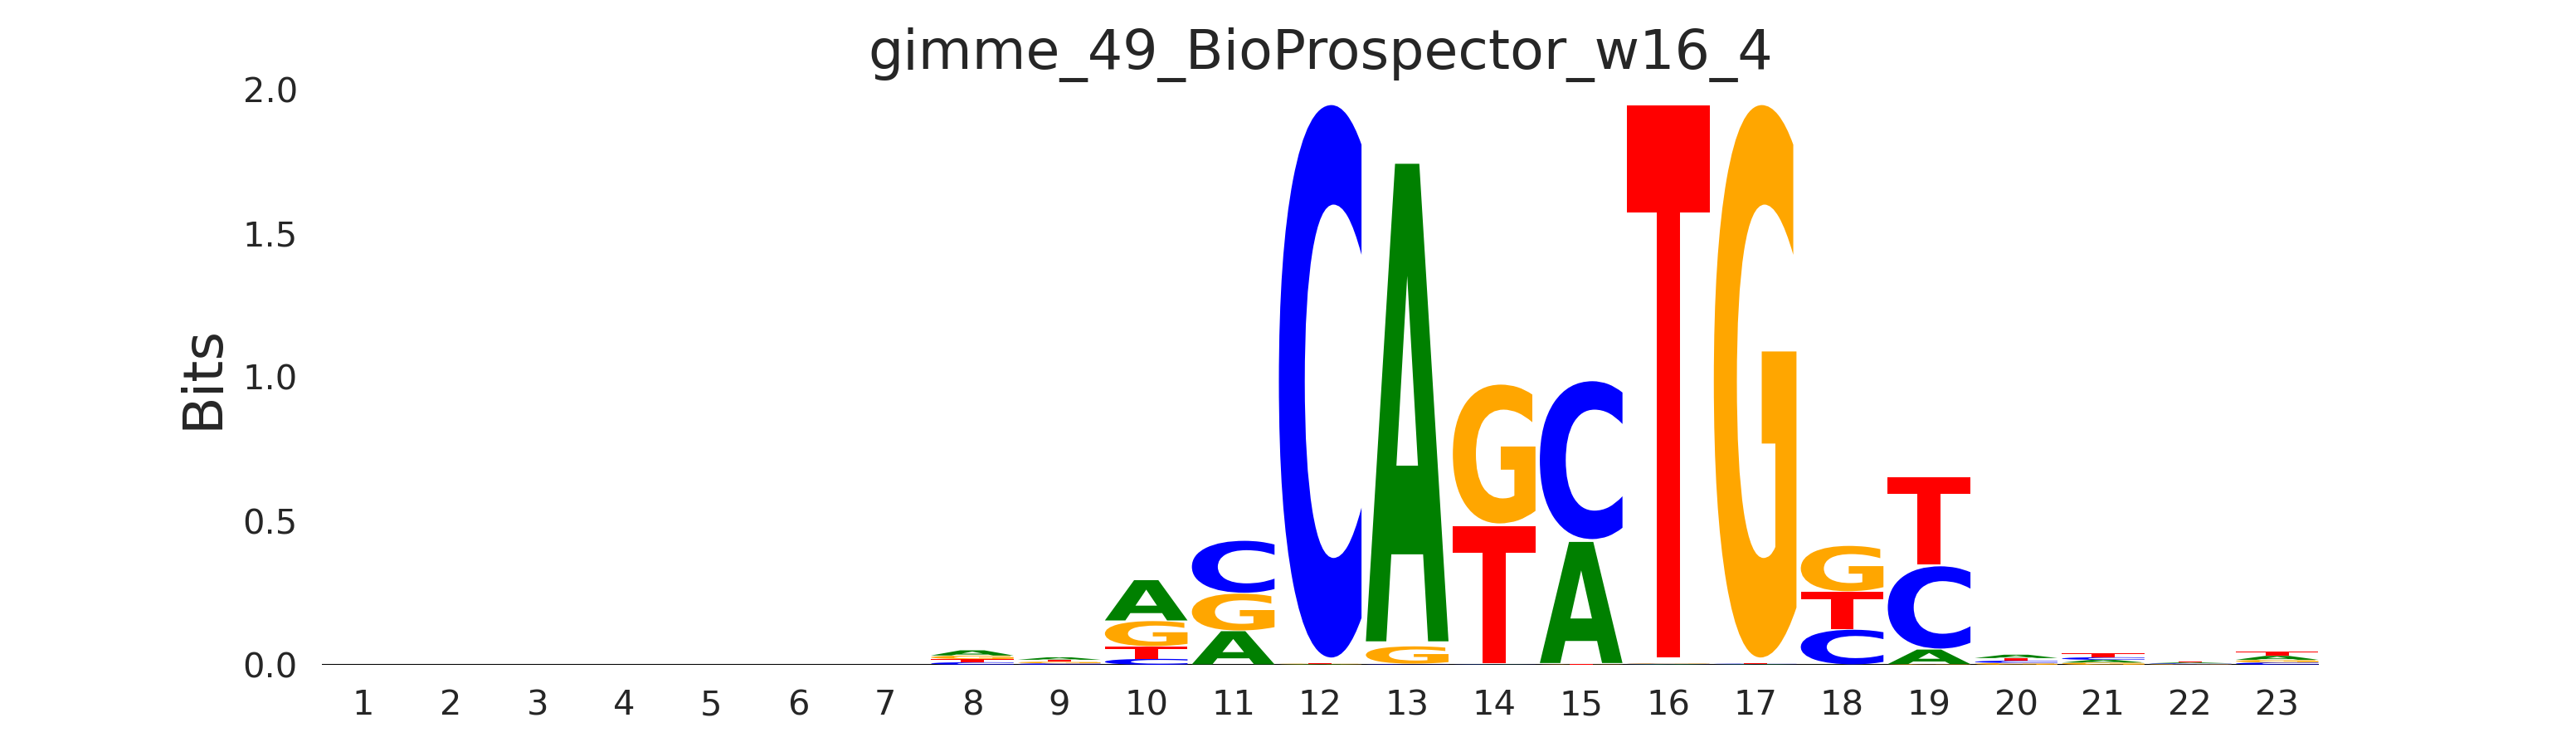 gimme_49_BioProspector_w16_4
2.0
1.5
1.0
0.5
0.0
Bits
A G T C
C G A
C
A G
G T
C A
T
G
G T C
T C A
1 2 3 4 5 6 7 8 9 10 11 12 13 14 15 16 17 18 19 20 21 22 23